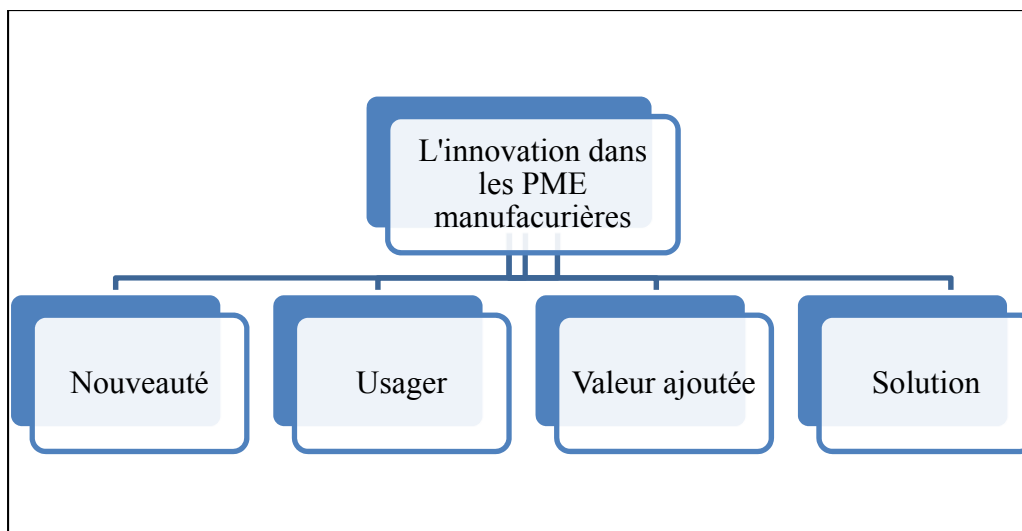 L'innovation dans
les PME
manufacurières
Nouveauté
Usager
Valeur ajoutée
Solution